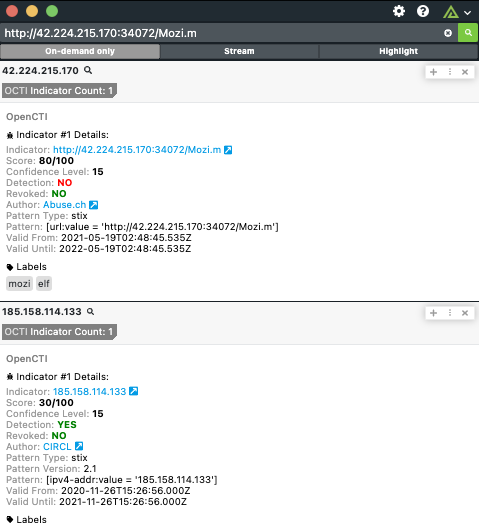 http://42.224.215.170:34072/Mozi.m
On-demand only Stream Highlight
42.224.215.170
OCTI Indicator Count: 1
OpenCTI
Indicator #1 Details:
Indicator: http://42.224.215.170:34072/Mozi.m
Score: 80/100
Confidence Level: 15
Detection: NO
Revoked: NO
Author: Abuse.ch
Pattern Type: stix
Pattern: [url:value = 'http://42.224.215.170:34072/Mozi.m']
Valid From: 2021-05-19T02:48:45.535Z
Valid Until: 2022-05-19T02:48:45.535Z
Labels
mozi elf
185.158.114.133
OCTI Indicator Count: 1
OpenCTI
Indicator #1 Details:
Indicator: 185.158.114.133
Score: 30/100
Confidence Level: 15
Detection: YES
Revoked: NO
Author: CIRCL
Pattern Type: stix
Pattern Version: 2.1
Pattern: [ipv4-addr:value = '185.158.114.133']
Valid From: 2020-11-26T15:26:56.000Z
Valid Until: 2021-11-26T15:26:56.000Z
Labels